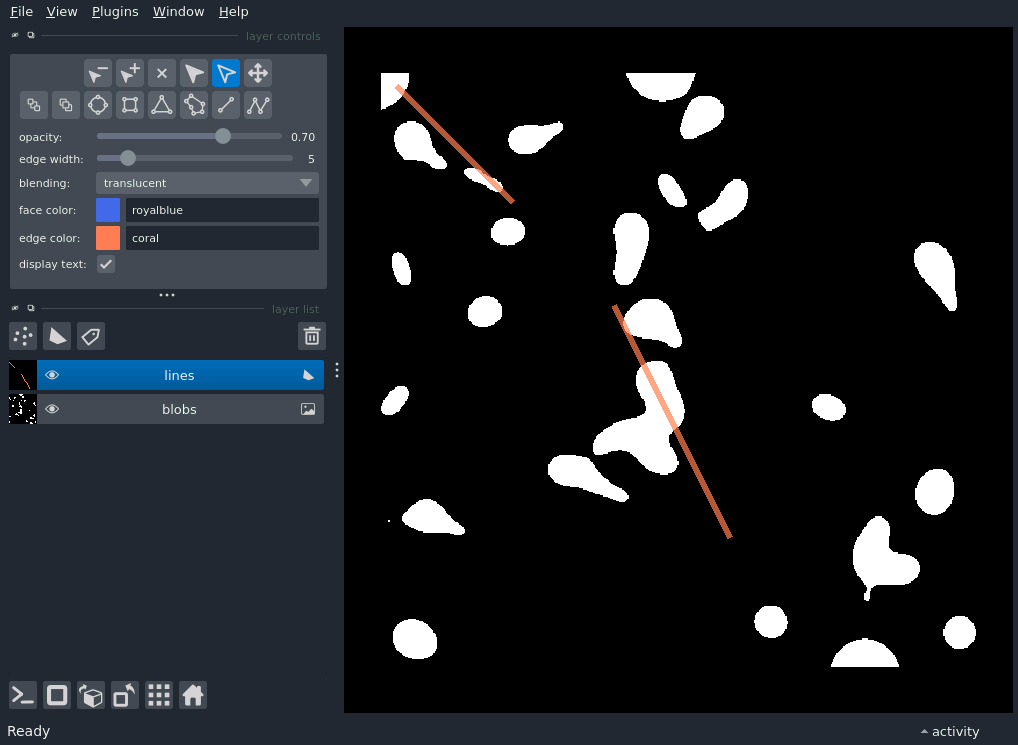 File View Plugins Window Help
layer controls
opacity: 0.70
edge width: 5
blending: translucent
face color: royalblue
edge color: coral
display text:
layer list
lines
blobs
Ready
activity